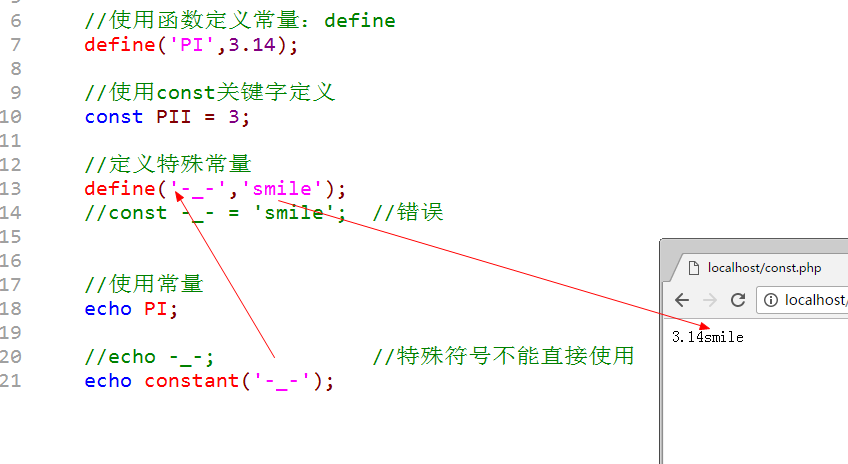 6 //使用函数定义常量：define
7 define('PI',3.14);
8
9 //使用const关键字定义
10 const PII = 3;
11
12 //定义特殊常量
13 define('-_-','smile');
14 //const -_- = 'smile'; //错误
15
16
17 //使用常量
18 echo PI;
19
20 //echo -_-; //特殊符号不能直接使用
21 echo constant('-_-');
localhost/const.php
localhost/
3.14smile